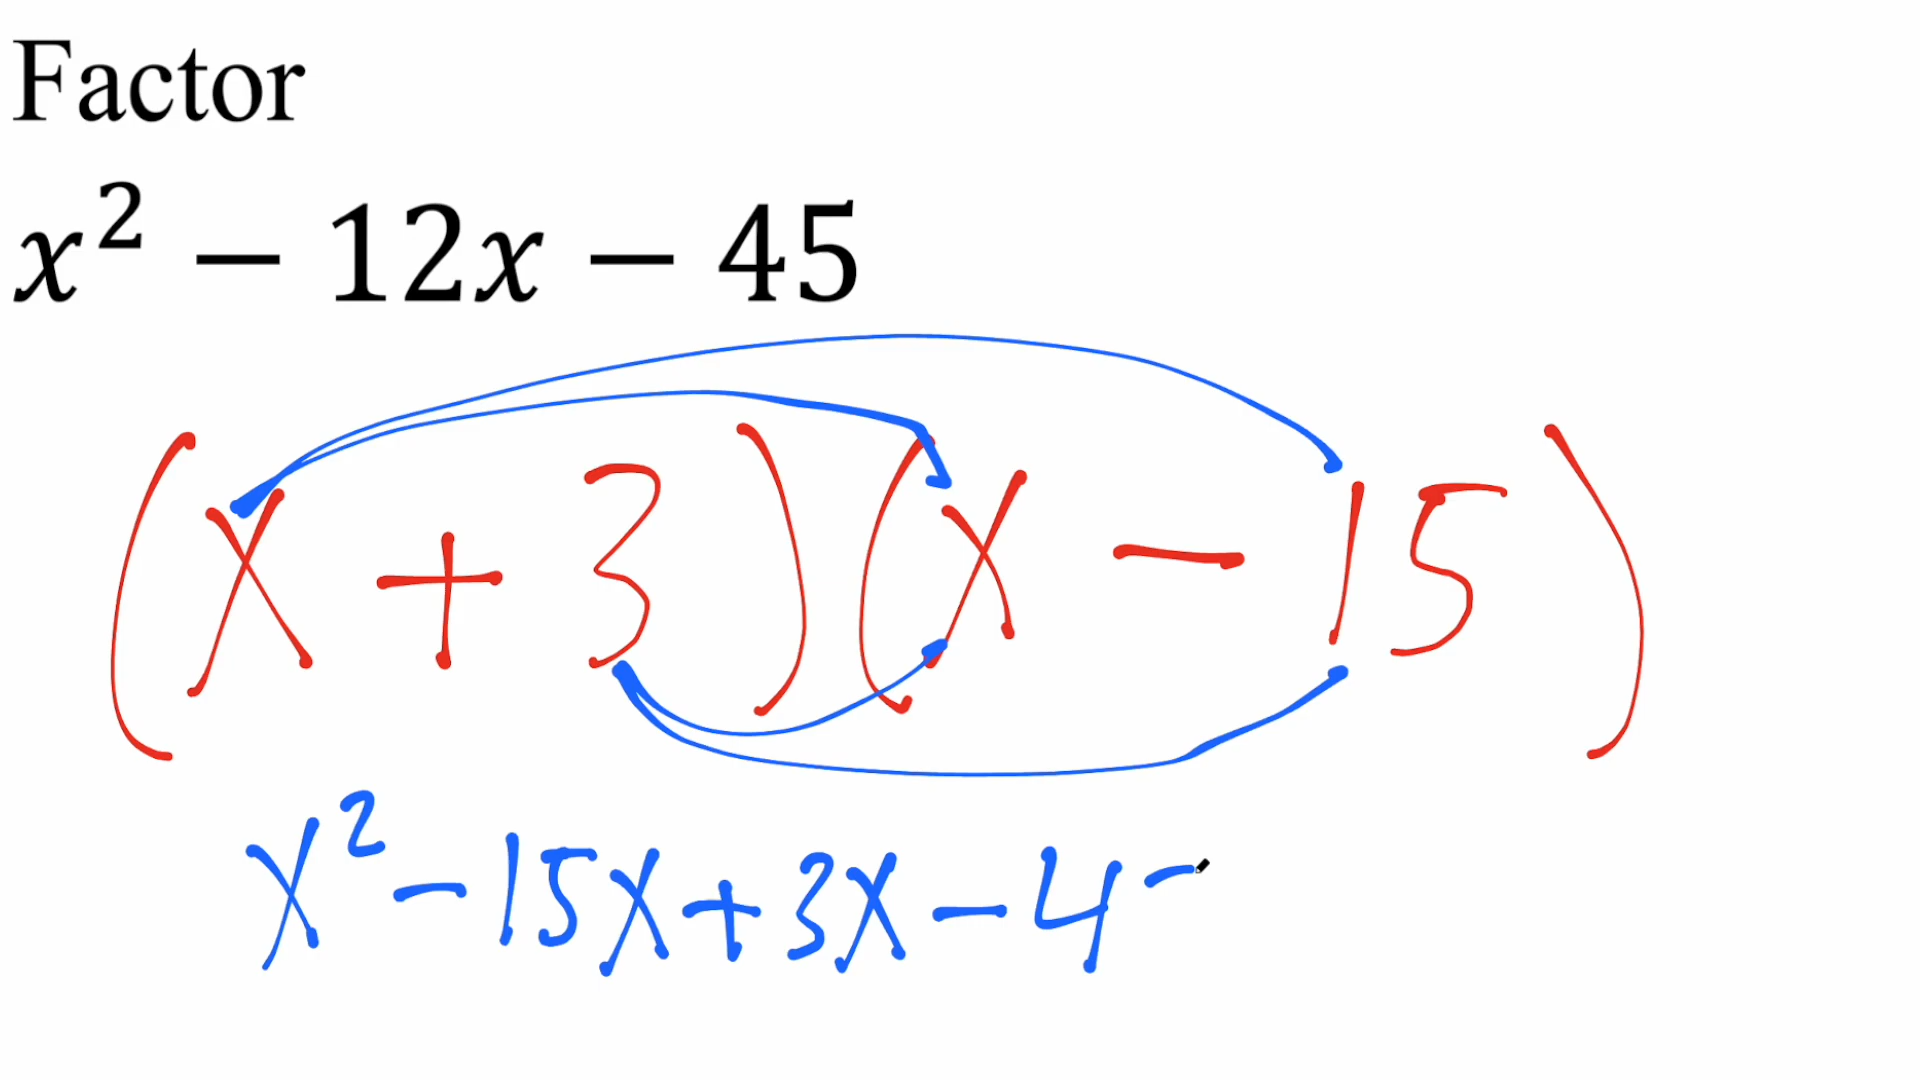 Factor
x² − 12x − 45
(x + 3)(x − 15)
x² − 15x + 3x − 4